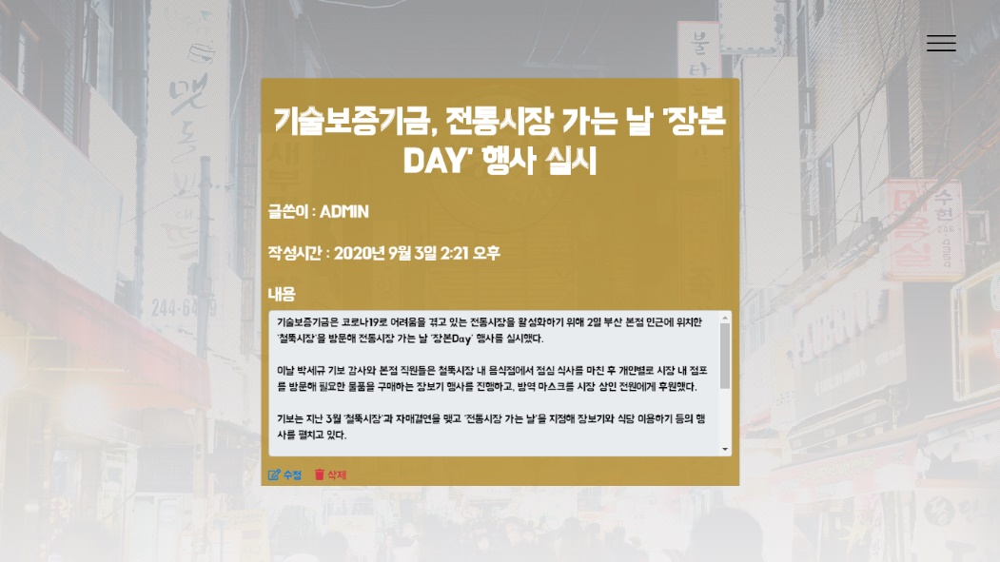 기술보증기금, 전통시장 가는 날 '장본
DAY' 행사 실시
글쓴이 : ADMIN
작성시간 : 2020년 9월 3일 2:21 오후
내용
기술보증기금은 코로나19로 어려움을 겪고 있는 전통시장을 활성화하기 위해 2일 부산 본점 인근에 위치한
'철뚝시장'을 방문해 전통시장 가는 날 '장본Day' 행사를 실시했다.
이날 박세규 기보 감사와 본점 직원들은 철뚝시장 내 음식점에서 점심 식사를 마친 후 개인별로 시장 내 점포
를 방문해 필요한 물품을 구매하는 장보기 행사를 진행하고, 방역 마스크를 시장 상인 전원에게 후원했다.
기보는 지난 3월 '철뚝시장'과 자매결연을 맺고 '전통시장 가는 날'을 지정해 장보기와 식당 이용하기 등의 행
사를 펼치고 있다.
수정 삭제
불타
수현